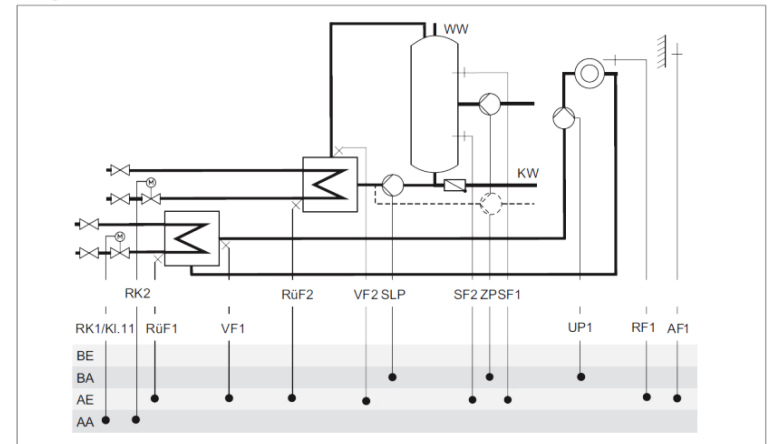 WW
KW
M
M
RK2 RüF2 VF2 SLP SF2 ZP SF1
RK1/Kl.11 RüF1 VF1 UP1 RF1 AF1
BE
BA
AE
AA